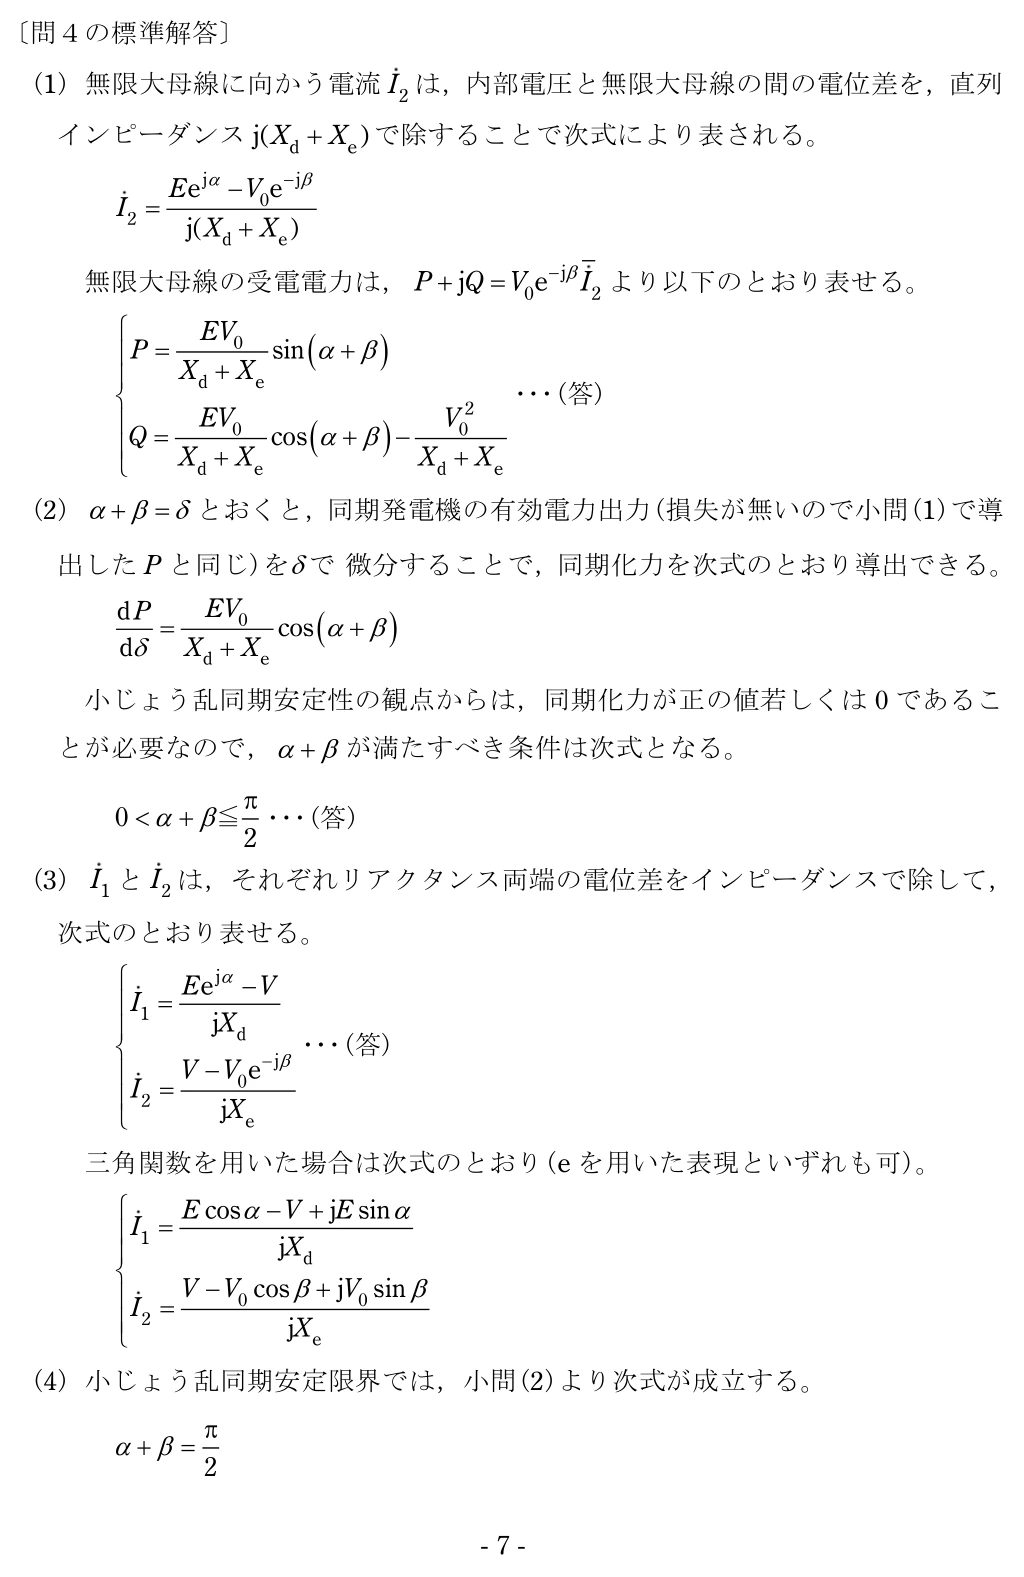 〔問４の標準解答〕
(1) 無限大母線に向かう電流 İ₂ は，内部電圧と無限大母線の間の電位差を，直列
インピーダンス j(X_d + X_e) で除することで次式により表される。
İ₂ = (Ee^{jα} − V₀e^{−jβ}) / (j(X_d + X_e))
無限大母線の受電電力は， P + jQ = V₀e^{−jβ} \overline{İ₂} より以下のとおり表せる。
P = (EV₀ / (X_d + X_e)) sin(α + β)
Q = (EV₀ / (X_d + X_e)) cos(α + β) − V₀² / (X_d + X_e) ･･･(答)
(2) α + β = δ とおくと，同期発電機の有効電力出力(損失が無いので小問(1)で導
出した P と同じ)をδで 微分することで，同期化力を次式のとおり導出できる。
dP/dδ = (EV₀ / (X_d + X_e)) cos(α + β)
小じょう乱同期安定性の観点からは，同期化力が正の値若しくは 0 であるこ
とが必要なので， α + β が満たすべき条件は次式となる。
0 < α + β ≦ π/2 ･･･(答)
(3) İ₁ と İ₂ は，それぞれリアクタンス両端の電位差をインピーダンスで除して，
次式のとおり表せる。
İ₁ = (Ee^{jα} − V) / (jX_d)
İ₂ = (V − V₀e^{−jβ}) / (jX_e) ･･･(答)
三角関数を用いた場合は次式のとおり(e を用いた表現といずれも可)。
İ₁ = (E cos α − V + jE sin α) / (jX_d)
İ₂ = (V − V₀ cos β + jV₀ sin β) / (jX_e)
(4) 小じょう乱同期安定限界では，小問(2)より次式が成立する。
α + β = π/2
- 7 -